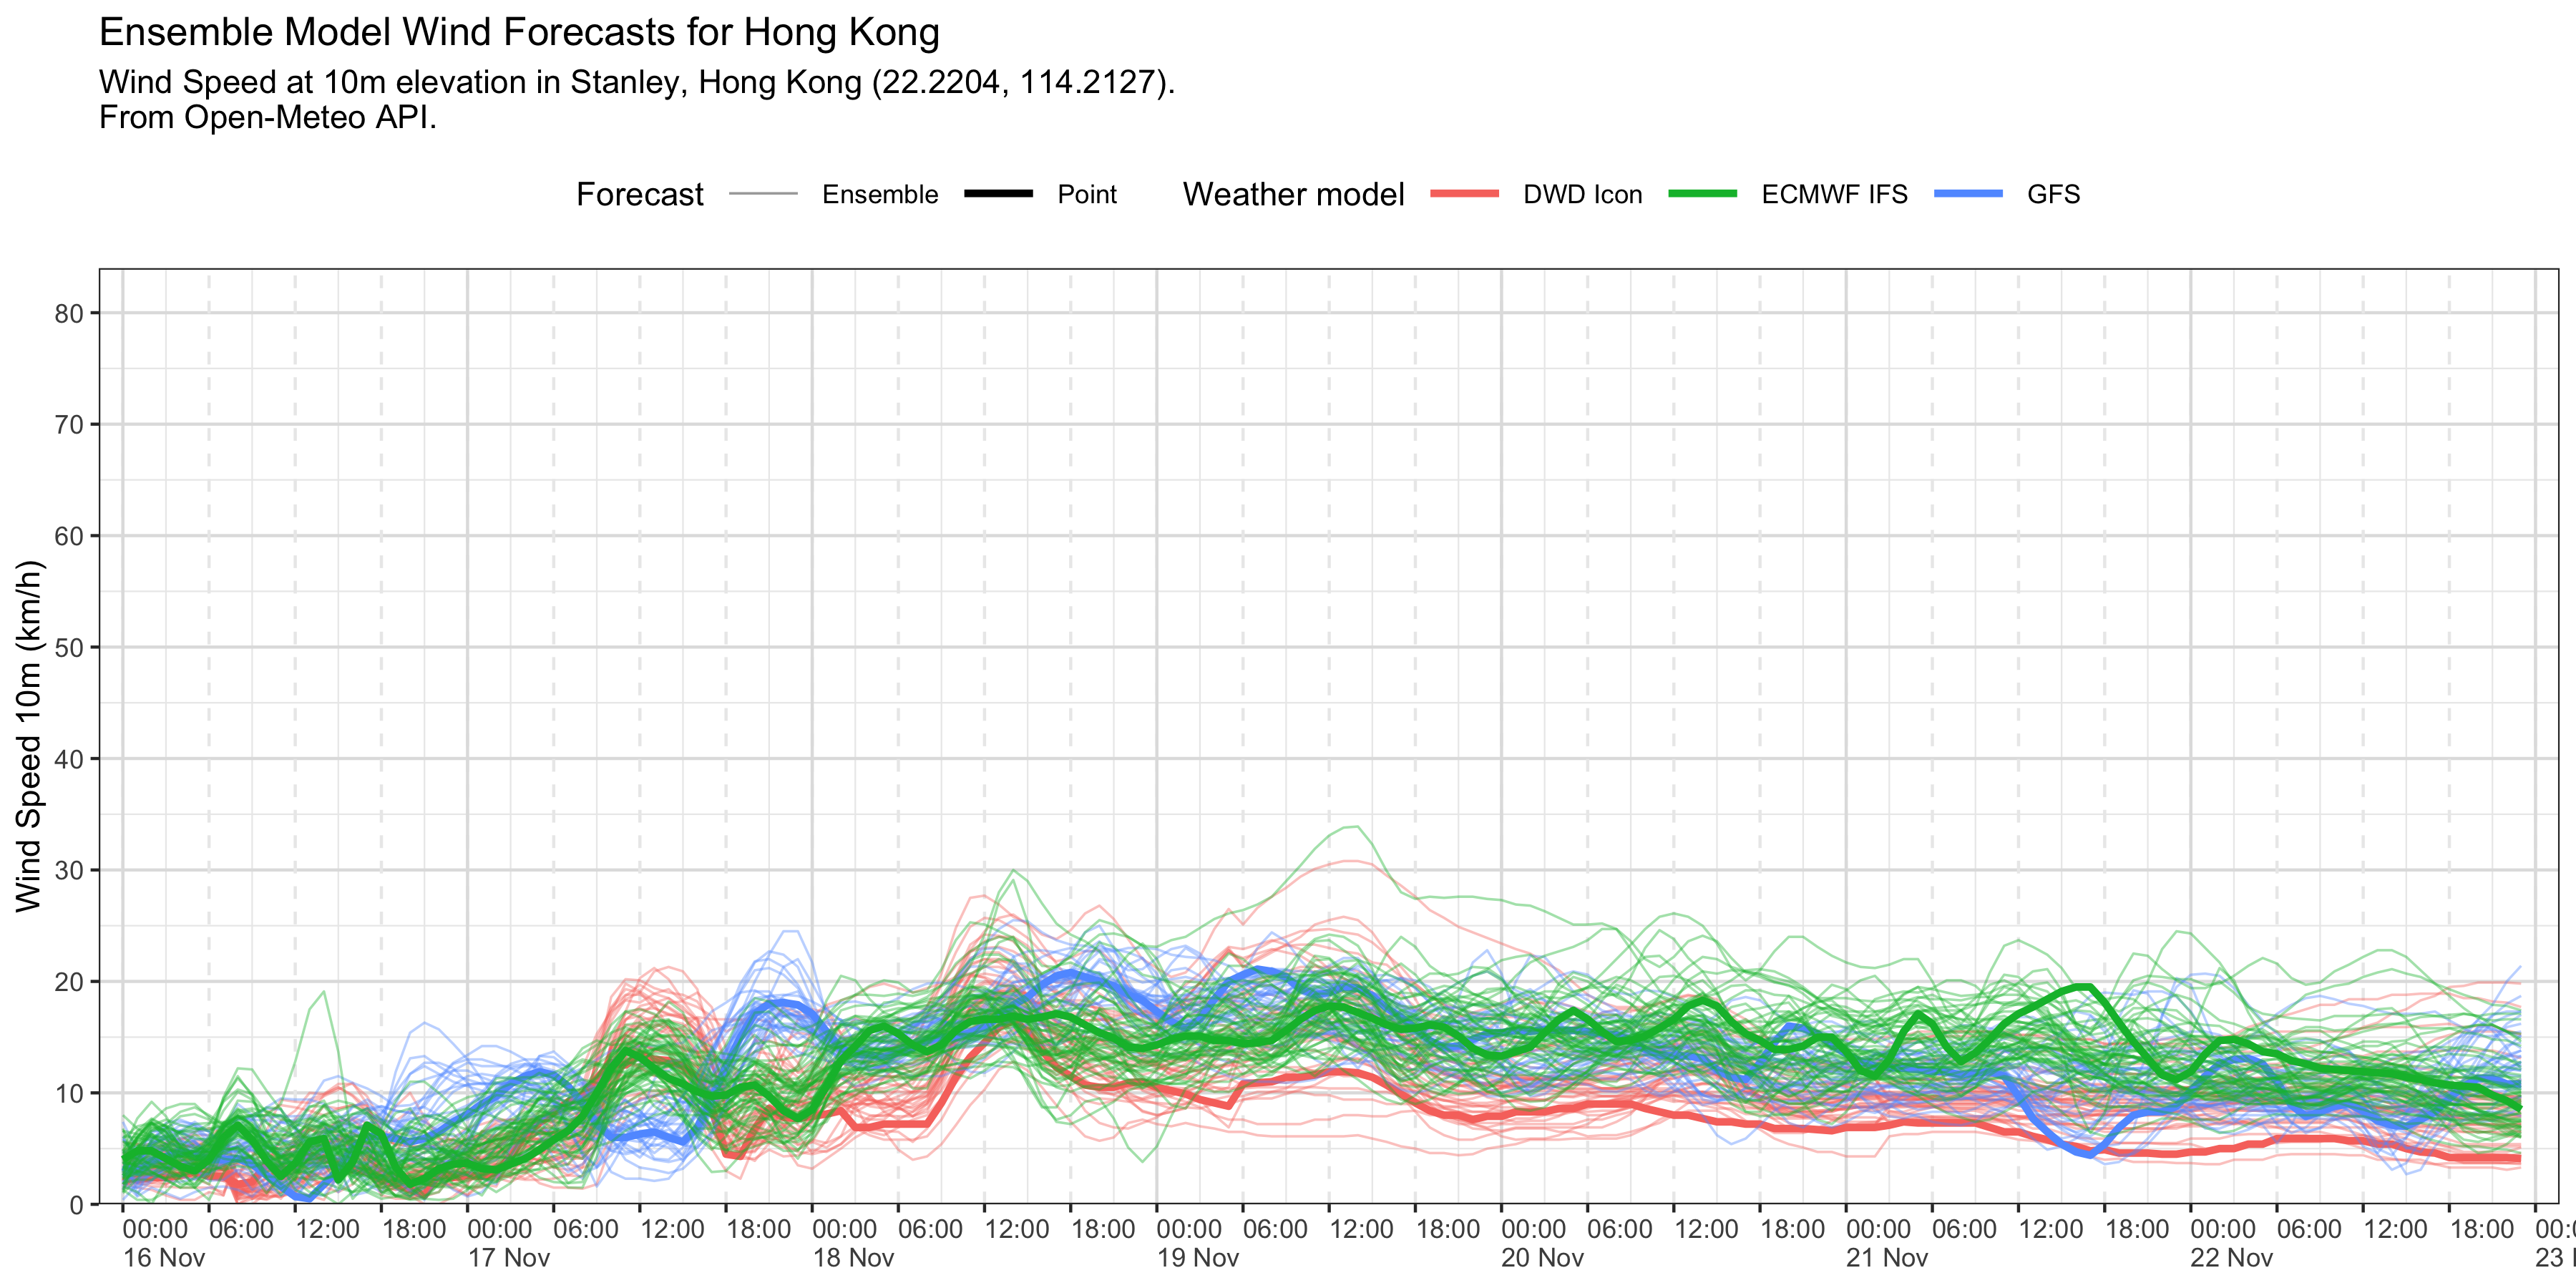 Ensemble Model Wind Forecasts for Hong Kong
Wind Speed at 10m elevation in Stanley, Hong Kong (22.2204, 114.2127).
From Open-Meteo API.
Forecast Ensemble Point Weather model DWD Icon ECMWF IFS GFS
Wind Speed 10m (km/h)
80
70
60
50
40
30
20
10
0
00:00 06:00 12:00 18:00 00:00 06:00 12:00 18:00 00:00 06:00 12:00 18:00 00:00 06:00 12:00 18:00 00:00 06:00 12:00 18:00 00:00 06:00 12:00 18:00 00:00 06:00 12:00 18:00
16 Nov 17 Nov 18 Nov 19 Nov 20 Nov 21 Nov 22 Nov 23